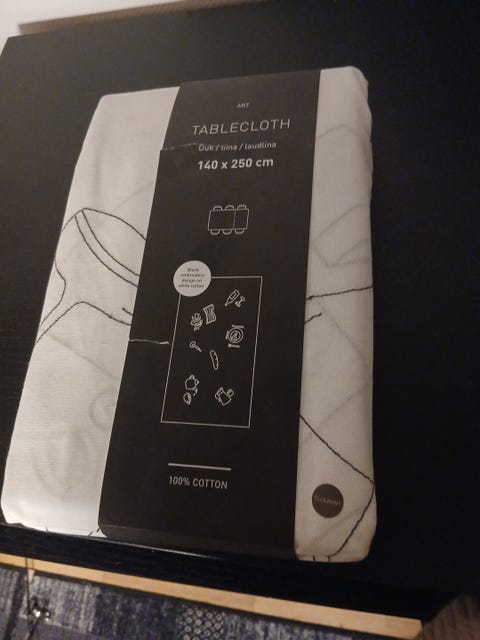 ART
TABLECLOTH
Duk / liina / laudlina
140 x 250 cm
Black
embroidery
design on
white cotton
100% COTTON